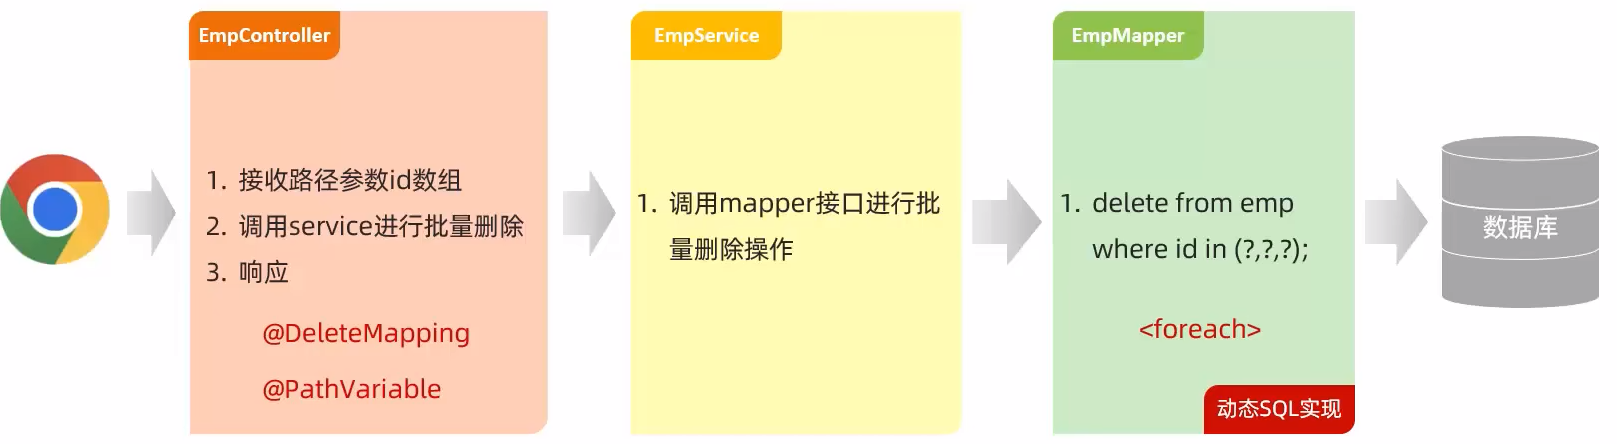 EmpController
1. 接收路径参数id数组
2. 调用service进行批量删除
3. 响应
@DeleteMapping
@PathVariable
EmpService
1. 调用mapper接口进行批
量删除操作
EmpMapper
1. delete from emp
where id in (?,?,?);
<foreach>
动态SQL实现
数据库